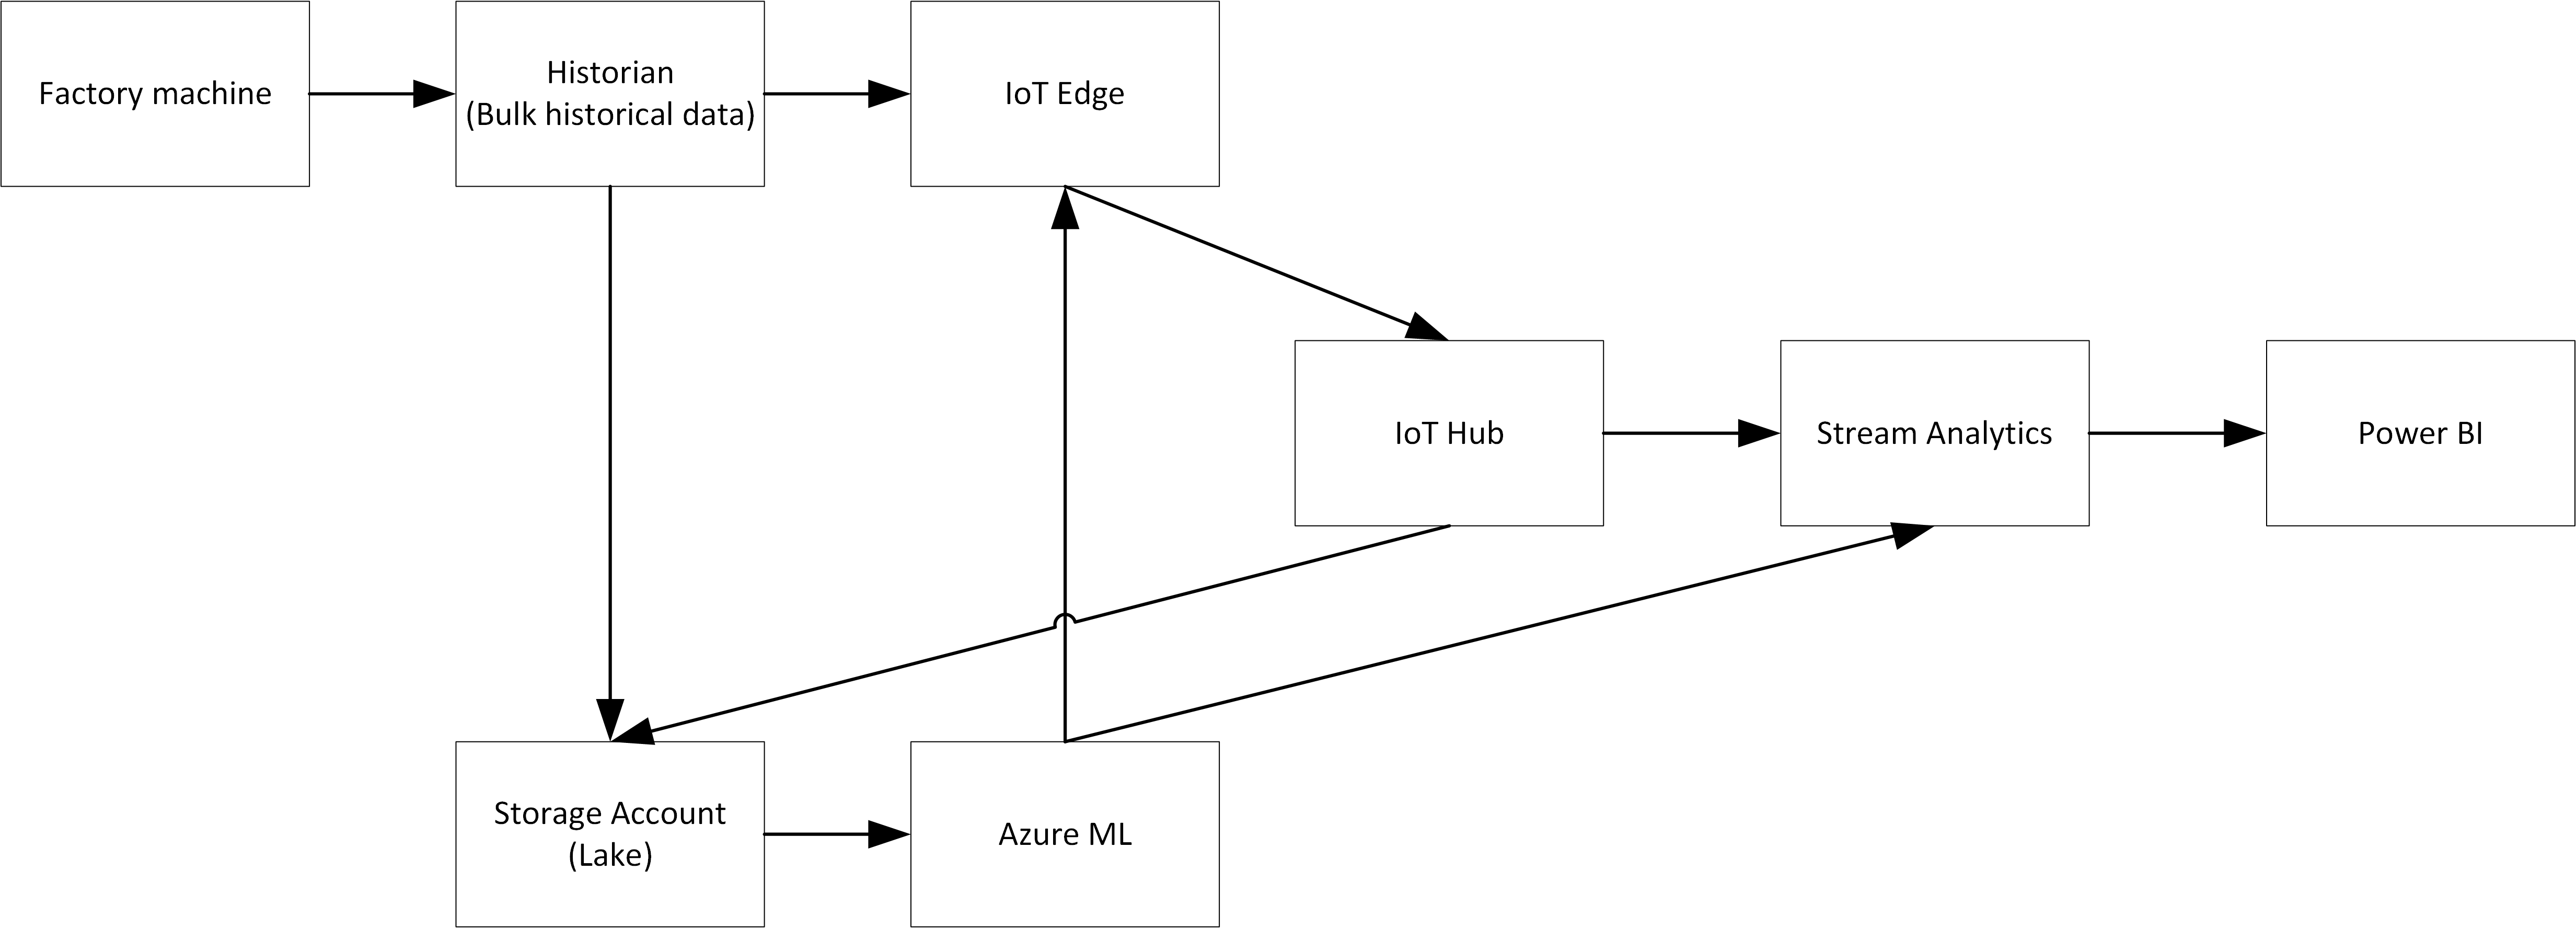 Factory machine
Historian
(Bulk historical data)
IoT Edge
IoT Hub
Stream Analytics
Power BI
Storage Account
(Lake)
Azure ML